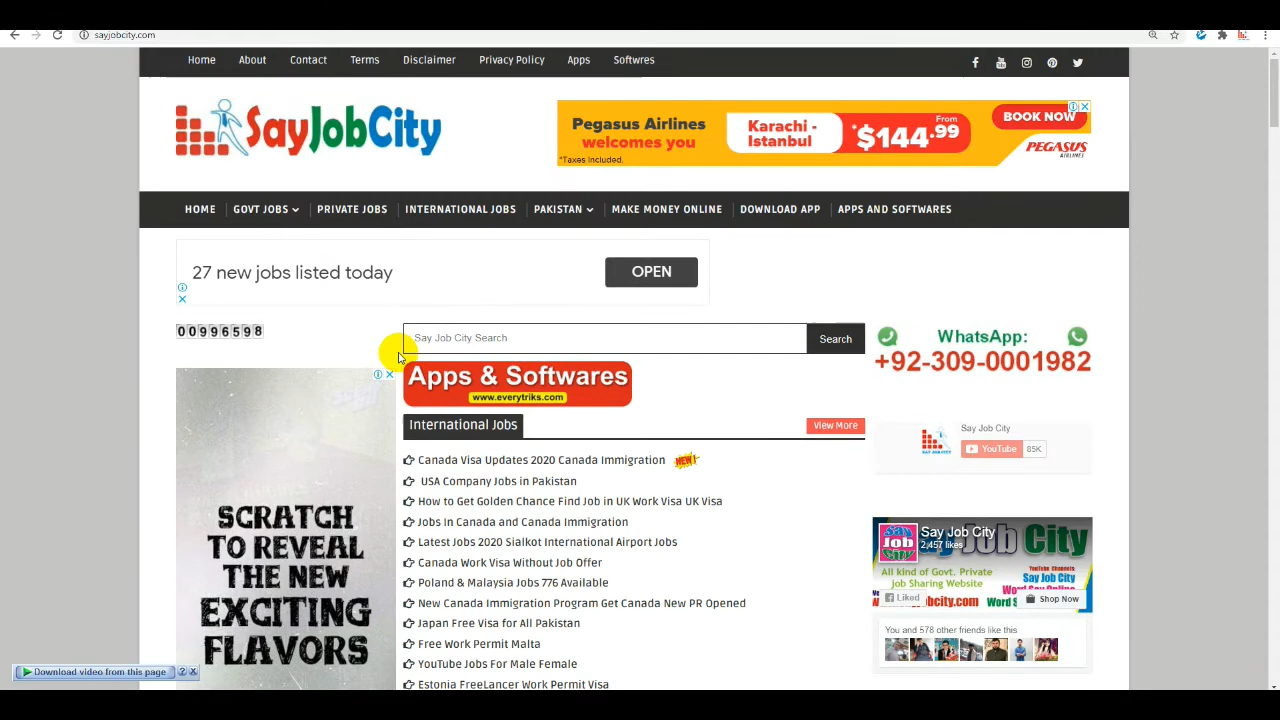 sayjobcity.com
Home About Contact Terms Disclaimer Privacy Policy Apps Softwres
SayJobCity
Pegasus Airlines
welcomes you
*Taxes Included.
Karachi -
Istanbul
From
*$144.99
BOOK NOW
PEGASUS
AIRLINES
HOME GOVT JOBS PRIVATE JOBS INTERNATIONAL JOBS PAKISTAN MAKE MONEY ONLINE DOWNLOAD APP APPS AND SOFTWARES
27 new jobs listed today
OPEN
00996598
Say Job City Search
Search
WhatsApp:
+92-309-0001982
Apps & Softwares
www.everytriks.com
International Jobs
View More
Canada Visa Updates 2020 Canada Immigration NEW!
USA Company Jobs in Pakistan
How to Get Golden Chance Find Job in UK Work Visa UK Visa
Jobs In Canada and Canada Immigration
Latest Jobs 2020 Sialkot International Airport Jobs
Canada Work Visa Without Job Offer
Poland & Malaysia Jobs 776 Available
New Canada Immigration Program Get Canada New PR Opened
Japan Free Visa for All Pakistan
Free Work Permit Malta
YouTube Jobs For Male Female
Estonia FreeLancer Work Permit Visa
SCRATCH
TO REVEAL
THE NEW
EXCITING
FLAVORS
Say Job City
SAY JOB CITY
YouTube 85K
Say Job City
Say Job City
2,457 likes
All kind of Govt. Private
job Sharing Website
YouTube Channels
Say Job City
Liked
Shop Now
You and 578 other friends like this
Download video from this page